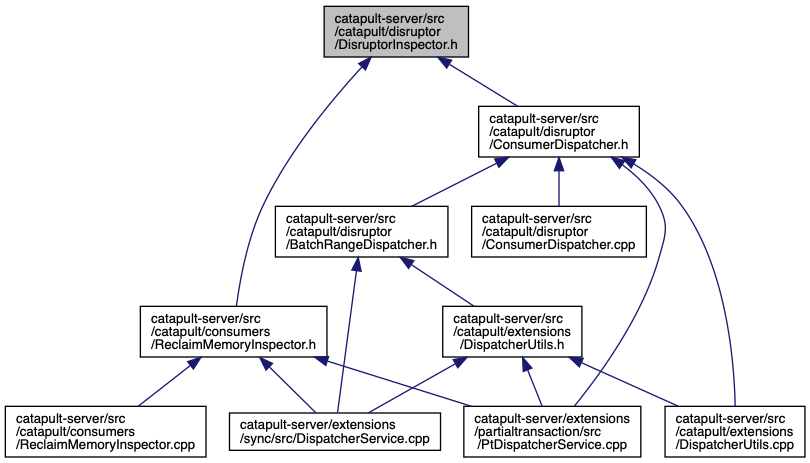 catapult-server/src
/catapult/disruptor
/DisruptorInspector.h
catapult-server/src
/catapult/disruptor
/ConsumerDispatcher.h
catapult-server/src
/catapult/disruptor
/BatchRangeDispatcher.h
catapult-server/src
/catapult/disruptor
/ConsumerDispatcher.cpp
catapult-server/src
/catapult/consumers
/ReclaimMemoryInspector.h
catapult-server/src
/catapult/extensions
/DispatcherUtils.h
catapult-server/src
/catapult/consumers
/ReclaimMemoryInspector.cpp
catapult-server/extensions
/sync/src/DispatcherService.cpp
catapult-server/extensions
/partialtransaction/src
/PtDispatcherService.cpp
catapult-server/src
/catapult/extensions
/DispatcherUtils.cpp